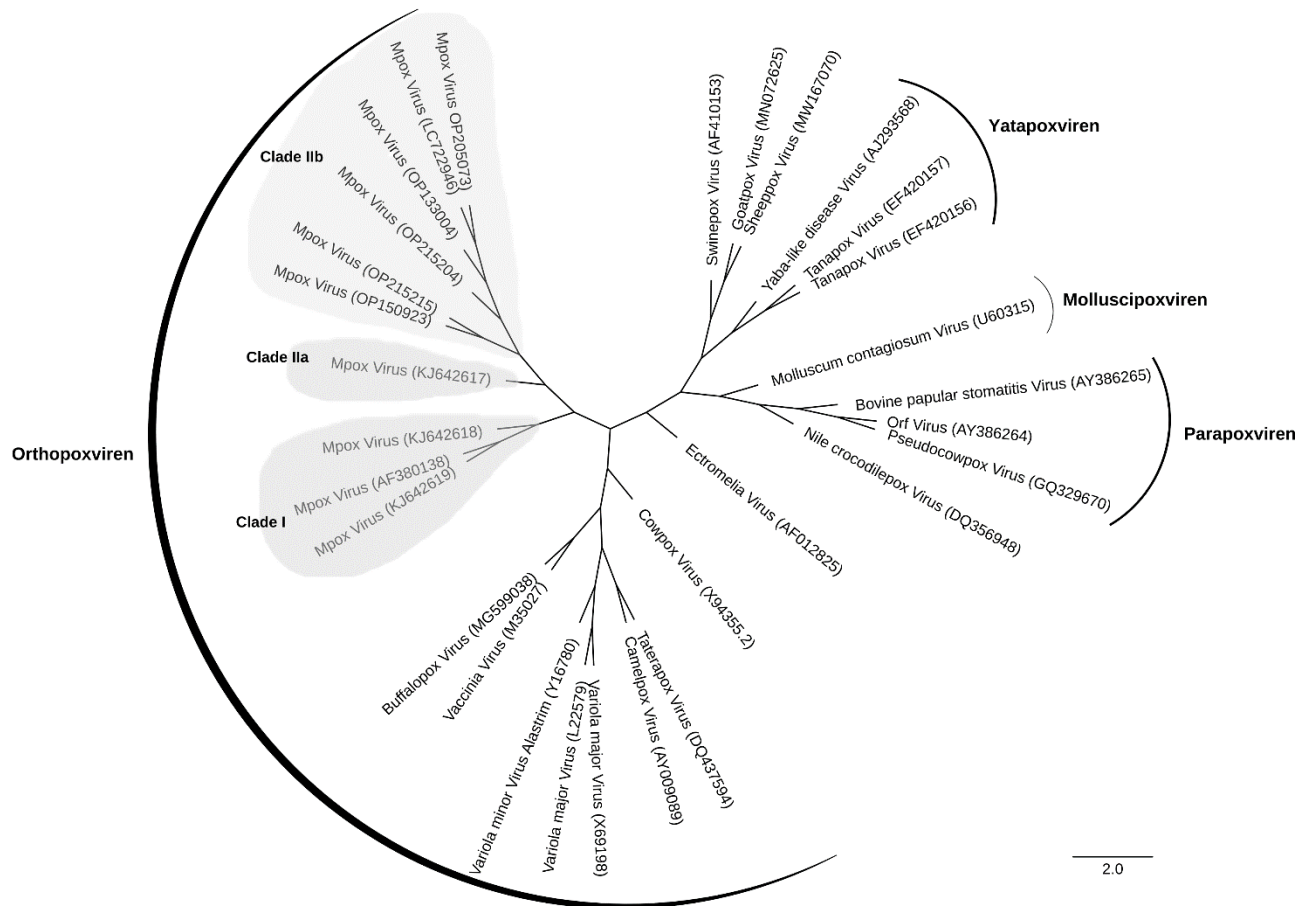 Orthopoxviren
Clade IIb
Mpox Virus OP205073)
Mpox Virus (LC722946)
Mpox Virus (OP133004)
Mpox Virus (OP215204)
Mpox Virus (OP215215)
Mpox Virus (OP150923)
Clade IIa
Mpox Virus (KJ642617)
Clade I
Mpox Virus (KJ642618)
Mpox Virus (AF380138)
Mpox Virus (KJ642619)
Buffalopox Virus (MG599038)
Vaccinia Virus (M35027)
Variola minor Virus Alastrim (Y16780)
Variola major Virus (L22579)
Variola major Virus (X69198)
Camelpox Virus (AY009089)
Taterapox Virus (DQ437594)
Cowpox Virus (X94355.2)
Ectromelia Virus (AF012825)
Nile crocodilepox Virus (DQ356948)
Pseudocowpox Virus (GQ329670)
Orf Virus (AY386264)
Bovine papular stomatitis Virus (AY386265)
Parapoxviren
Molluscum contagiosum Virus (U60315)
Molluscipoxviren
Tanapox Virus (EF420156)
Tanapox Virus (EF420157)
Yaba-like disease Virus (AJ293568)
Yatapoxviren
Sheeppox Virus (MW167070)
Goatpox Virus (MN072625)
Swinepox Virus (AF410153)
2.0